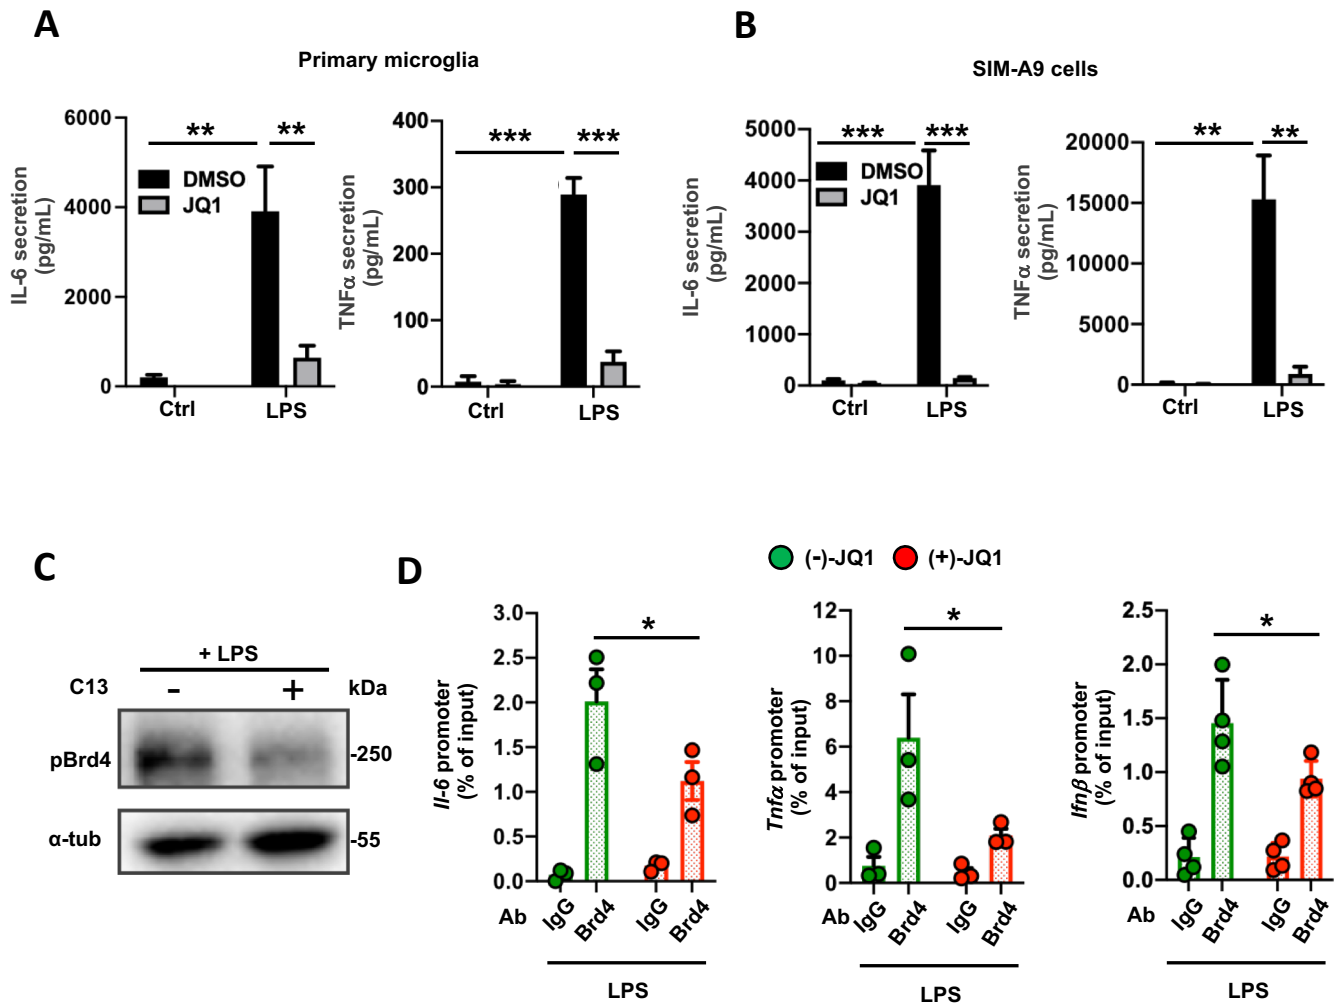 A
Primary microglia
IL-6 secretion
(pg/mL)
6000
4000
2000
0
**
**
DMSO
JQ1
Ctrl
LPS
TNFα secretion
(pg/mL)
400
300
200
100
0
***
***
Ctrl
LPS
B
SIM-A9 cells
IL-6 secretion
(pg/mL)
5000
4000
3000
2000
1000
0
***
***
DMSO
JQ1
Ctrl
LPS
TNFα secretion
(pg/mL)
20000
15000
10000
5000
0
**
**
Ctrl
LPS
C
+ LPS
C13
-
+
kDa
pBrd4
-250
α-tub
-55
D
(-)-JQ1
(+)-JQ1
Il-6 promoter
(% of input)
3.0
2.5
2.0
1.5
1.0
0.5
0.0
*
Ab
IgG
Brd4
IgG
Brd4
LPS
Tnfα promoter
(% of input)
12
10
8
6
4
2
0
*
Ab
IgG
Brd4
IgG
Brd4
LPS
Ifnβ promoter
(% of input)
2.5
2.0
1.5
1.0
0.5
0.0
*
Ab
IgG
Brd4
IgG
Brd4
LPS